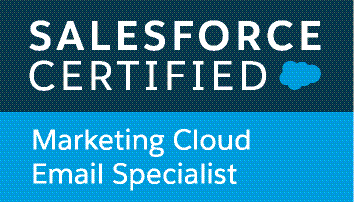 SALESFORCE
CERTIFIED
Marketing Cloud
Email Specialist